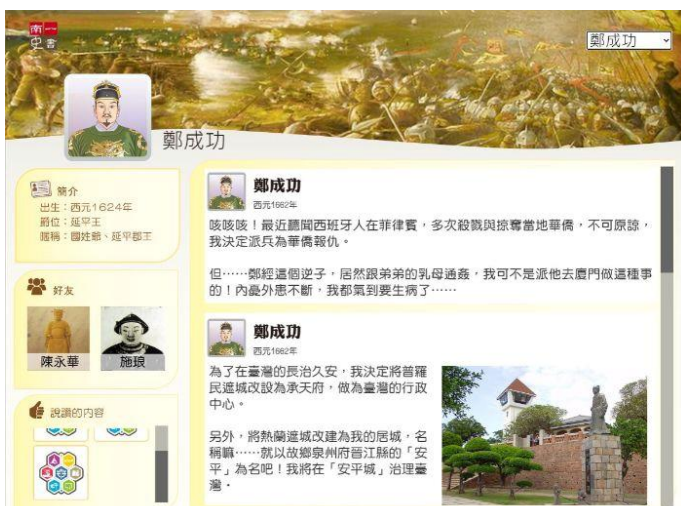 南一
史書
鄭成功
鄭成功
簡介
出生:西元1624年
爵位:延平王
暱稱:國姓爺、延平郡王
好友
陳永華
施琅
說讚的內容
鄭成功
西元1662年
咳咳咳!最近聽聞西班牙人在菲律賓,多次殺戮與掠奪當地華僑,不可原諒,
我決定派兵為華僑報仇。
但……鄭經這個逆子,居然跟弟弟的乳母通姦,我可不是派他去廈門做這種事
的!內憂外患不斷,我都氣到要生病了……
鄭成功
西元1662年
為了在臺灣的長治久安,我決定將普羅
民遮城改設為承天府,做為臺灣的行政
中心。
另外,將熱蘭遮城改建為我的居城,名
稱嘛……就以故鄉泉州府晉江縣的「安
平」為名吧!我將在「安平城」治理臺
灣。